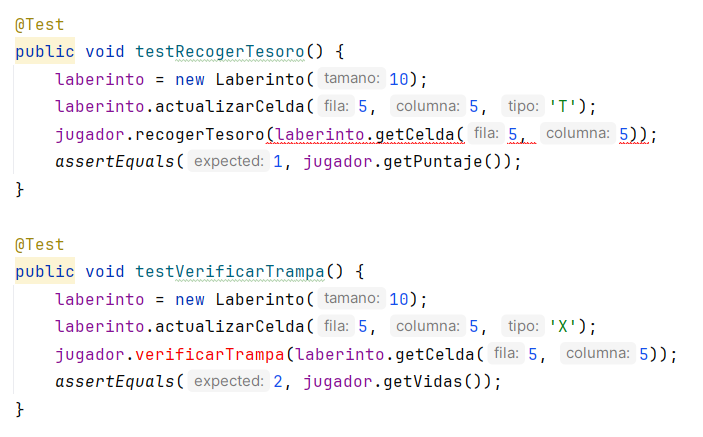 @Test
public void testRecogerTesoro() {
laberinto = new Laberinto( tamano: 10);
laberinto.actualizarCelda( fila: 5, columna: 5, tipo: 'T');
jugador.recogerTesoro(laberinto.getCelda( fila: 5, columna: 5));
assertEquals( expected: 1, jugador.getPuntaje());
}
@Test
public void testVerificarTrampa() {
laberinto = new Laberinto( tamano: 10);
laberinto.actualizarCelda( fila: 5, columna: 5, tipo: 'X');
jugador.verificarTrampa(laberinto.getCelda( fila: 5, columna: 5));
assertEquals( expected: 2, jugador.getVidas());
}